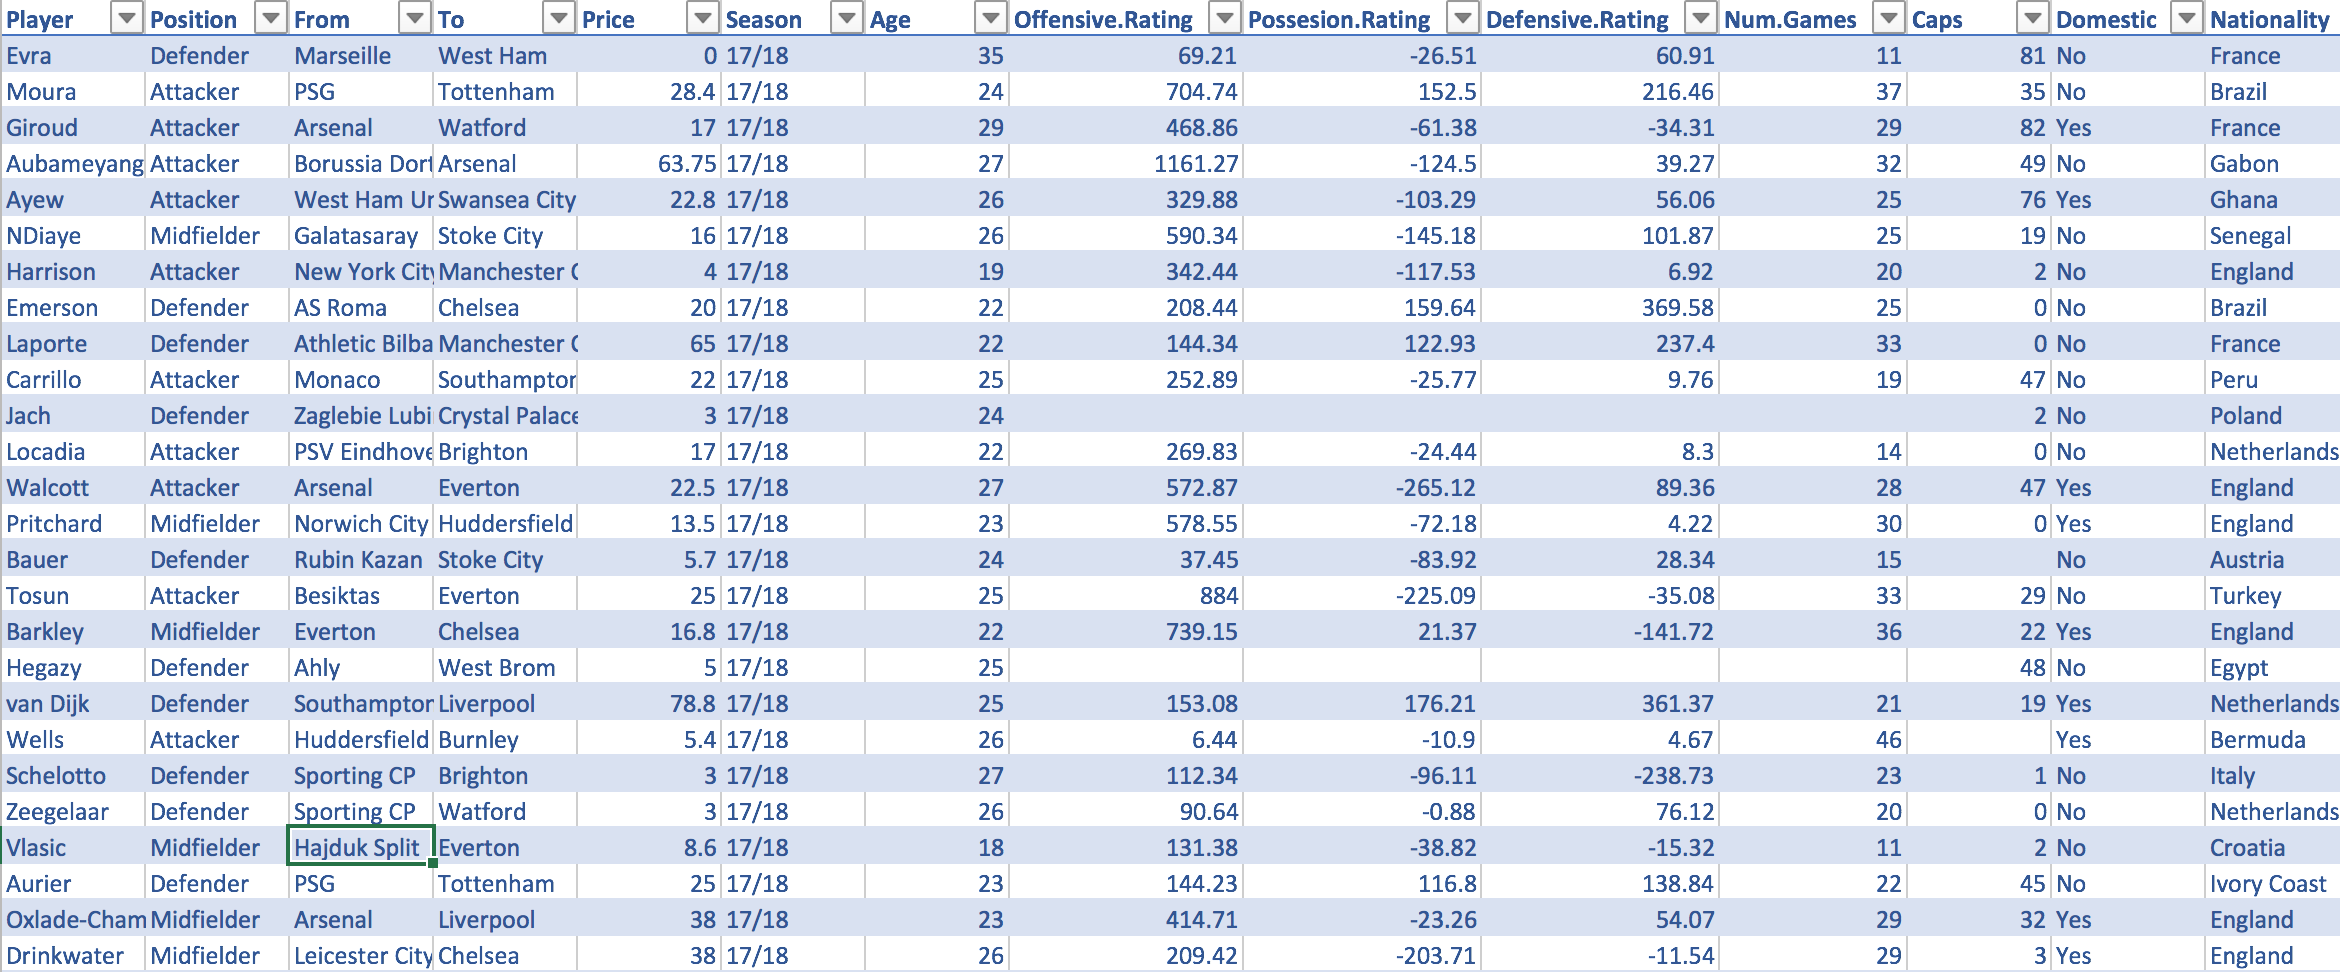 Player Position From To Price Season Age Offensive.Rating Possesion.Rating Defensive.Rating Num.Games Caps Domestic Nationality
Evra Defender Marseille West Ham 0 17/18 35 69.21 -26.51 60.91 11 81 No France
Moura Attacker PSG Tottenham 28.4 17/18 24 704.74 152.5 216.46 37 35 No Brazil
Giroud Attacker Arsenal Watford 17 17/18 29 468.86 -61.38 -34.31 29 82 Yes France
Aubameyang Attacker Borussia Dort Arsenal 63.75 17/18 27 1161.27 -124.5 39.27 32 49 No Gabon
Ayew Attacker West Ham Un Swansea City 22.8 17/18 26 329.88 -103.29 56.06 25 76 Yes Ghana
NDiaye Midfielder Galatasaray Stoke City 16 17/18 26 590.34 -145.18 101.87 25 19 No Senegal
Harrison Attacker New York City Manchester C 4 17/18 19 342.44 -117.53 6.92 20 2 No England
Emerson Defender AS Roma Chelsea 20 17/18 22 208.44 159.64 369.58 25 0 No Brazil
Laporte Defender Athletic Bilba Manchester C 65 17/18 22 144.34 122.93 237.4 33 0 No France
Carrillo Attacker Monaco Southampton 22 17/18 25 252.89 -25.77 9.76 19 47 No Peru
Jach Defender Zaglebie Lubi Crystal Palace 3 17/18 24 2 No Poland
Locadia Attacker PSV Eindhove Brighton 17 17/18 22 269.83 -24.44 8.3 14 0 No Netherlands
Walcott Attacker Arsenal Everton 22.5 17/18 27 572.87 -265.12 89.36 28 47 Yes England
Pritchard Midfielder Norwich City Huddersfield 13.5 17/18 23 578.55 -72.18 4.22 30 0 Yes England
Bauer Defender Rubin Kazan Stoke City 5.7 17/18 24 37.45 -83.92 28.34 15 No Austria
Tosun Attacker Besiktas Everton 25 17/18 25 884 -225.09 -35.08 33 29 No Turkey
Barkley Midfielder Everton Chelsea 16.8 17/18 22 739.15 21.37 -141.72 36 22 Yes England
Hegazy Defender Ahly West Brom 5 17/18 25 48 No Egypt
van Dijk Defender Southampton Liverpool 78.8 17/18 25 153.08 176.21 361.37 21 19 Yes Netherlands
Wells Attacker Huddersfield Burnley 5.4 17/18 26 6.44 -10.9 4.67 46 Yes Bermuda
Schelotto Defender Sporting CP Brighton 3 17/18 27 112.34 -96.11 -238.73 23 1 No Italy
Zeegelaar Defender Sporting CP Watford 3 17/18 26 90.64 -0.88 76.12 20 0 No Netherlands
Vlasic Midfielder Hajduk Split Everton 8.6 17/18 18 131.38 -38.82 -15.32 11 2 No Croatia
Aurier Defender PSG Tottenham 25 17/18 23 144.23 116.8 138.84 22 45 No Ivory Coast
Oxlade-Cham Midfielder Arsenal Liverpool 38 17/18 23 414.71 -23.26 54.07 29 32 Yes England
Drinkwater Midfielder Leicester City Chelsea 38 17/18 26 209.42 -203.71 -11.54 29 3 Yes England